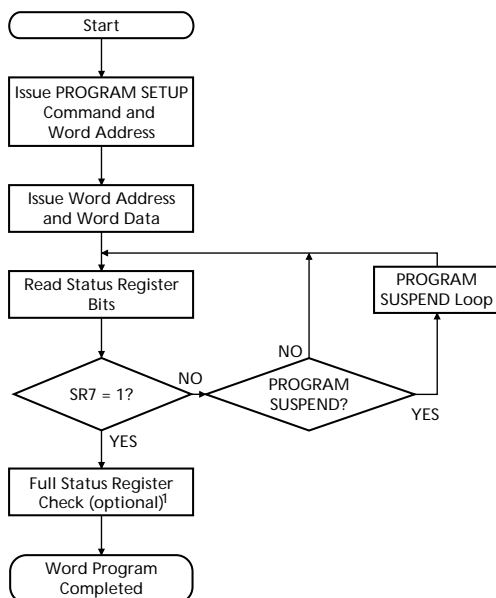 Start
Issue PROGRAM SETUP
Command and
Word Address
Issue Word Address
and Word Data
Read Status Register
Bits
PROGRAM
SUSPEND Loop
SR7 = 1?
NO
NO
PROGRAM
SUSPEND?
YES
YES
Full Status Register
Check (optional)1
Word Program
Completed